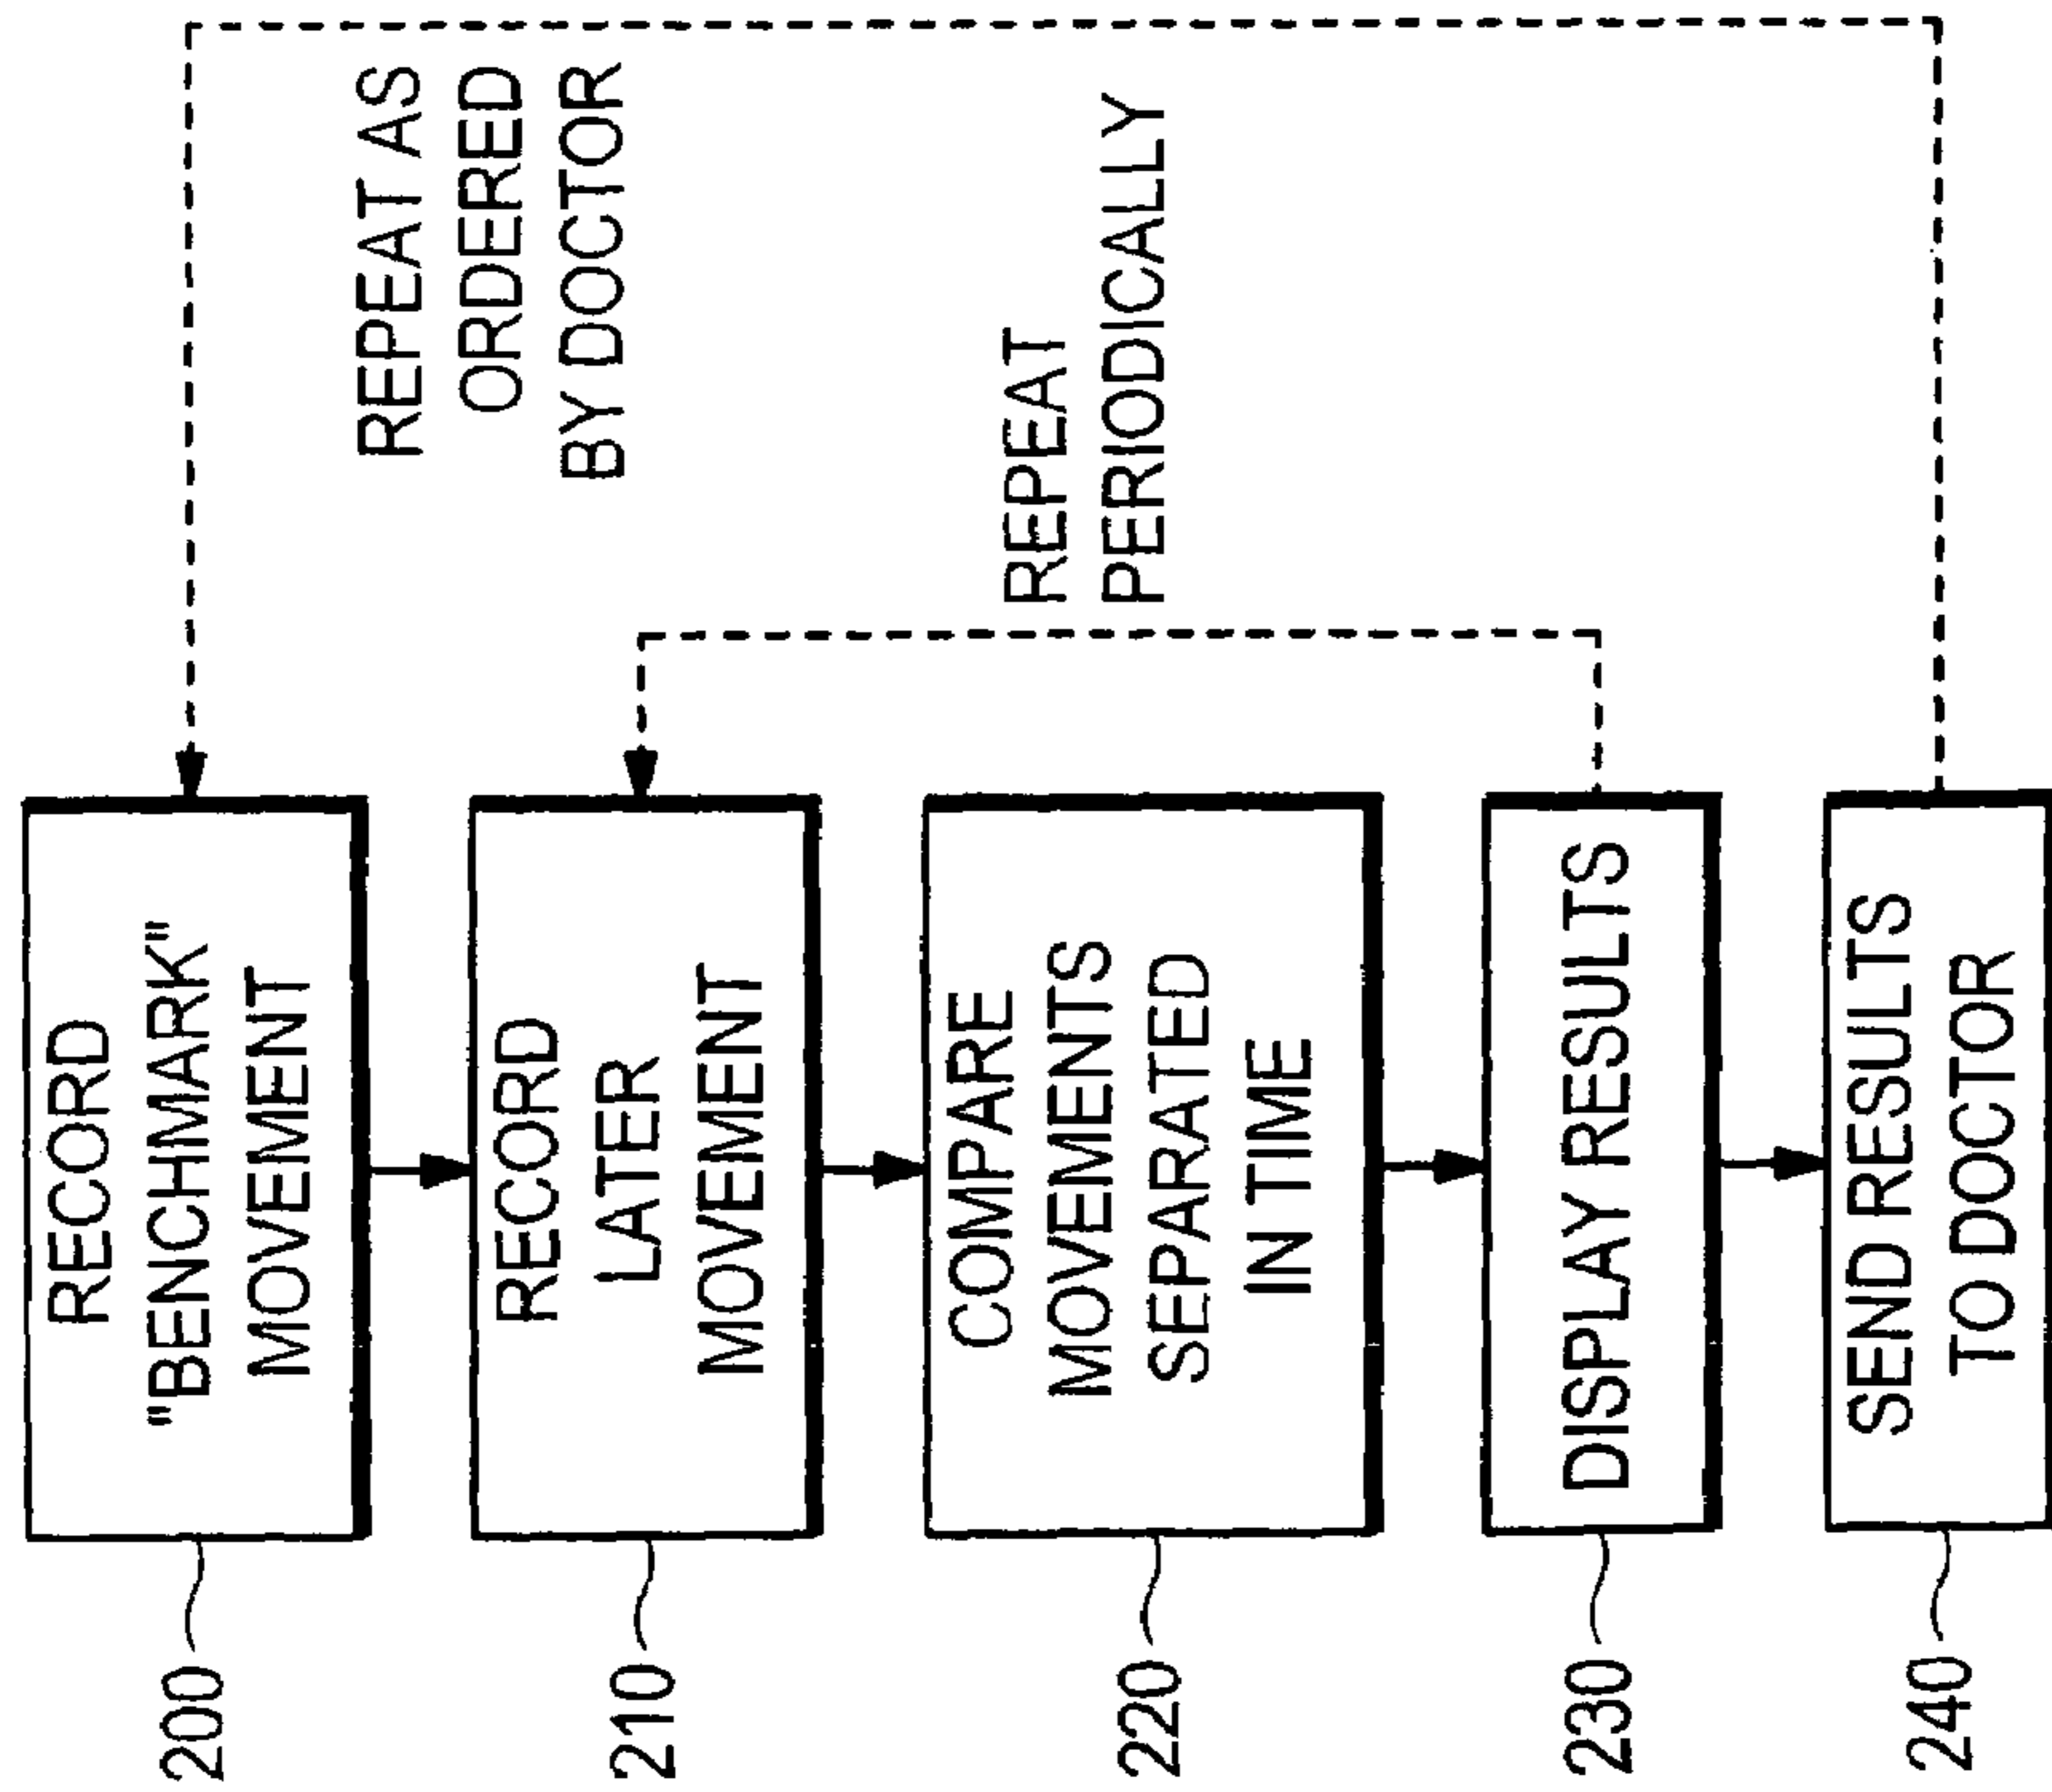 200
RECORD
"BENCHMARK"
MOVEMENT
REPEAT AS
ORDERED
BY DOCTOR
210
RECORD
LATER
MOVEMENT
220
COMPARE
MOVEMENTS
SEPARATED
IN TIME
REPEAT
PERIODICALLY
230
DISPLAY RESULTS
240
SEND RESULTS
TO DOCTOR